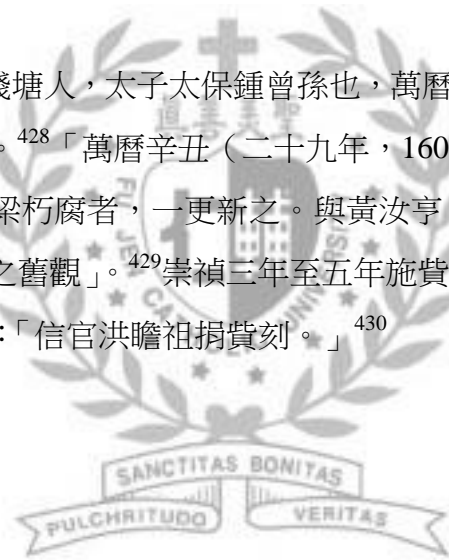 錢塘人，太子太保鍾曾孫也，萬曆
。428「萬曆辛丑（二十九年，160
梁朽腐者，一更新之。與黃汝亨
之舊觀」。429崇禎三年至五年施貲
：「信官洪瞻祖捐貲刻。」430
SANCTITAS BONITAS
PULCHRITUDO VERITAS